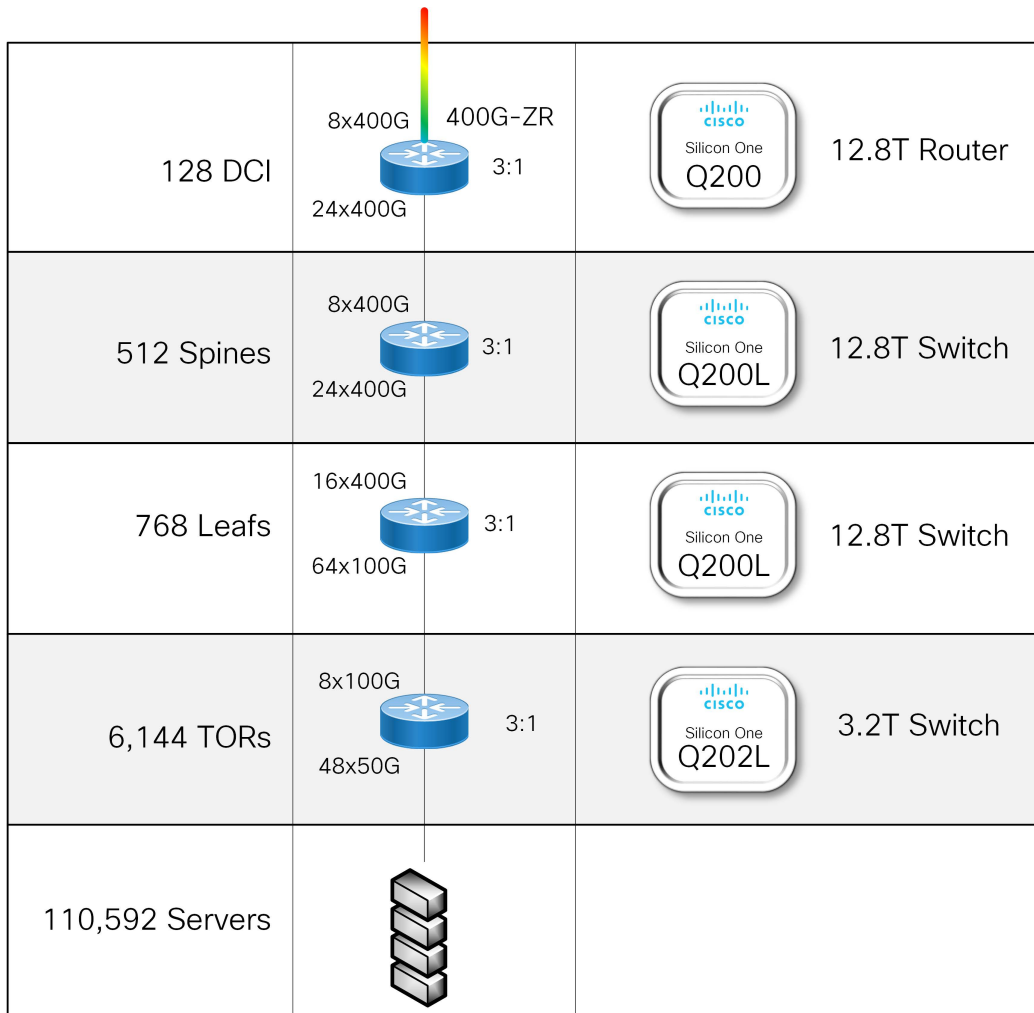 8x400G
400G-ZR
128 DCI
3:1
24x400G
CISCO
Silicon One
Q200
12.8T Router
8x400G
512 Spines
3:1
24x400G
CISCO
Silicon One
Q200L
12.8T Switch
16x400G
768 Leafs
3:1
64x100G
CISCO
Silicon One
Q200L
12.8T Switch
8x100G
6,144 TORs
3:1
48x50G
CISCO
Silicon One
Q202L
3.2T Switch
110,592 Servers